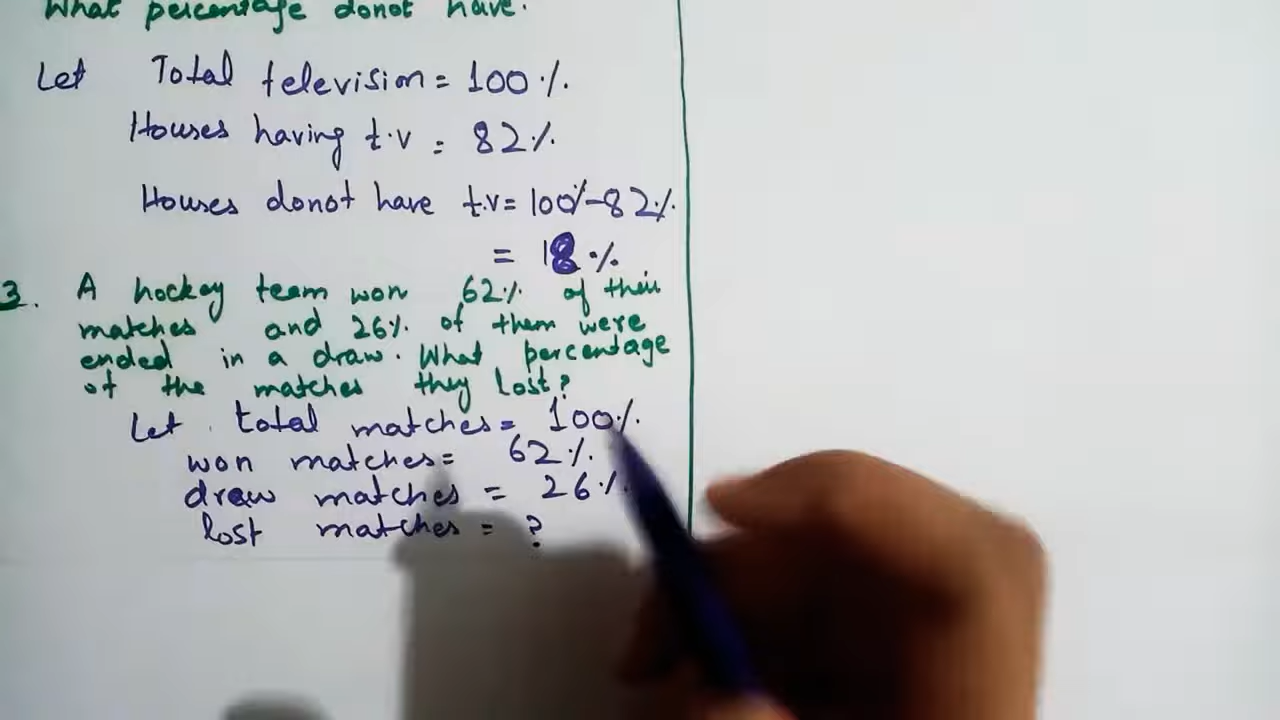 What percentage donot have.
Let Total television = 100%.
Houses having t.v = 82%.
Houses donot have t.v = 100%-82%.
= 18%.
3. A hockey team won 62% of their
matches and 26% of them were
ended in a draw. What percentage
of the matches they lost?
Let total matches = 100%.
won matches = 62%.
draw matches = 26%.
lost matches = ?